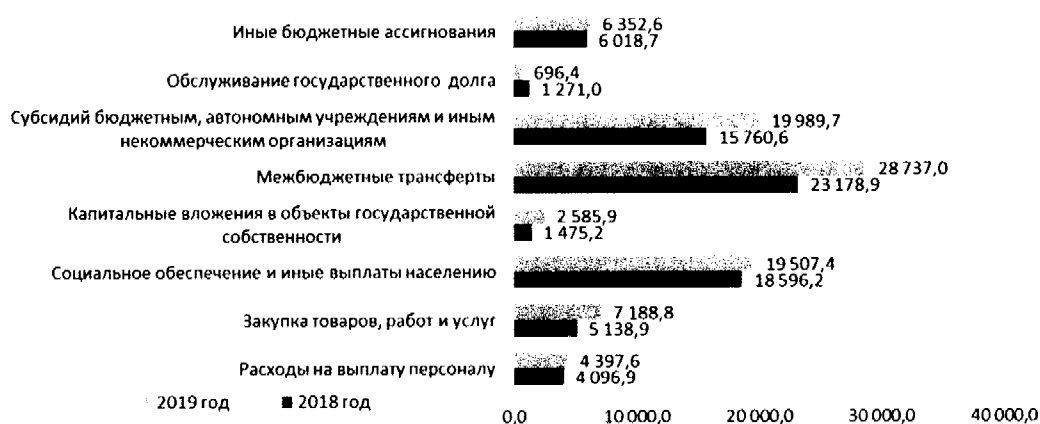 Иные бюджетные ассигнования
6 352,6
6 018,7
Обслуживание государственного долга
696,4
1 271,0
Субсидий бюджетным, автономным учреждениям и иным
некоммерческим организациям
19 989,7
15 760,6
Межбюджетные трансферты
28 737,0
23 178,9
Капитальные вложения в объекты государственной
собственности
2 585,9
1 475,2
Социальное обеспечение и иные выплаты населению
19 507,4
18 596,2
Закупка товаров, работ и услуг
7 188,8
5 138,9
Расходы на выплату персоналу
4 397,6
4 096,9
2019 год 2018 год
0,0 10 000,0 20 000,0 30 000,0 40 000,0